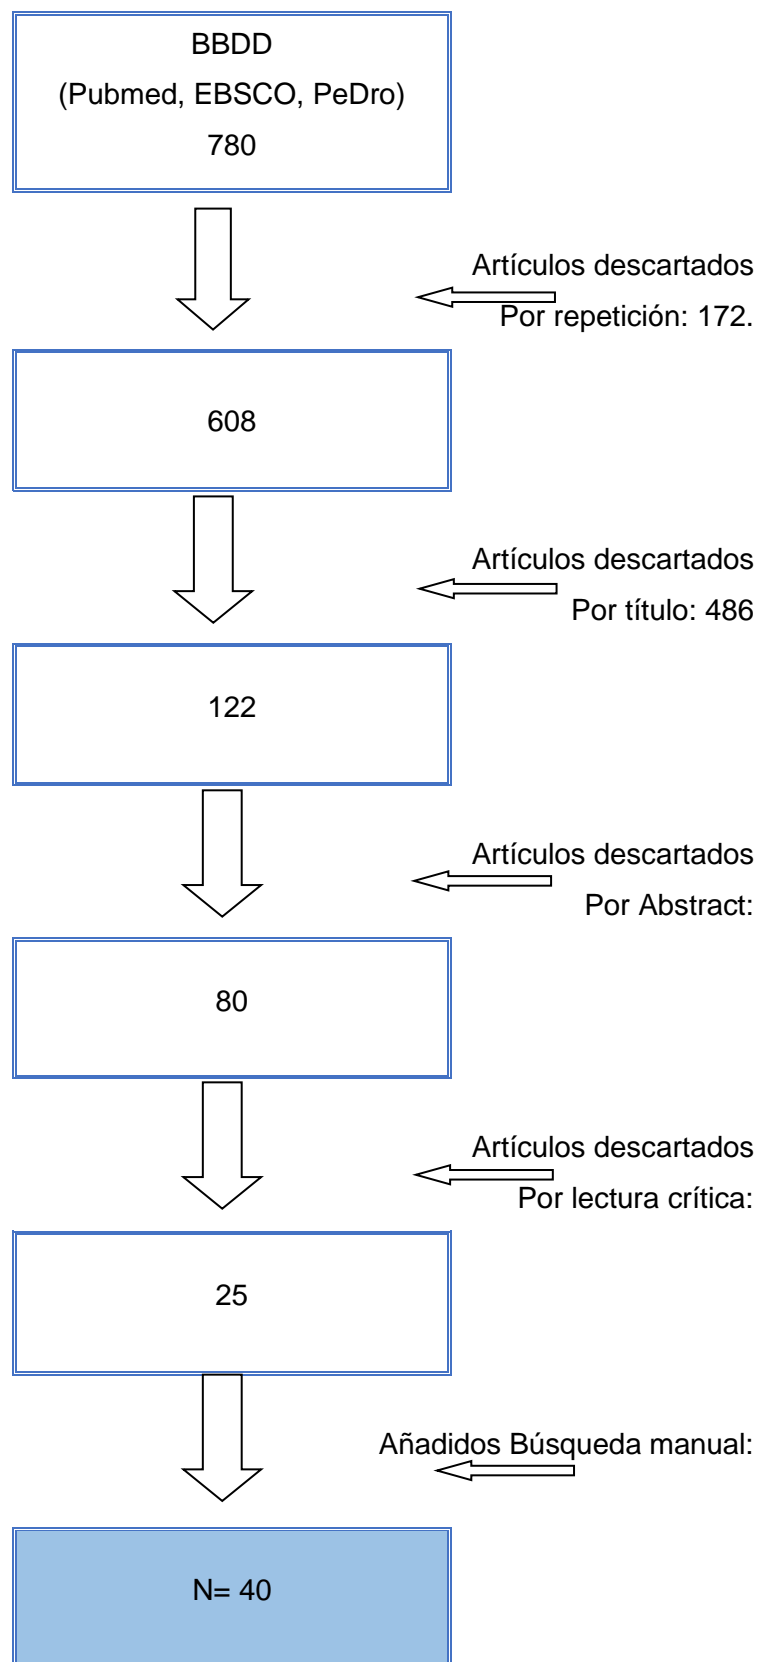 BBDD
(Pubmed, EBSCO, PeDro)
780
Artículos descartados
Por repetición: 172.
608
Artículos descartados
Por título: 486
122
Artículos descartados
Por Abstract:
80
Artículos descartados
Por lectura crítica:
25
Añadidos Búsqueda manual:
N= 40